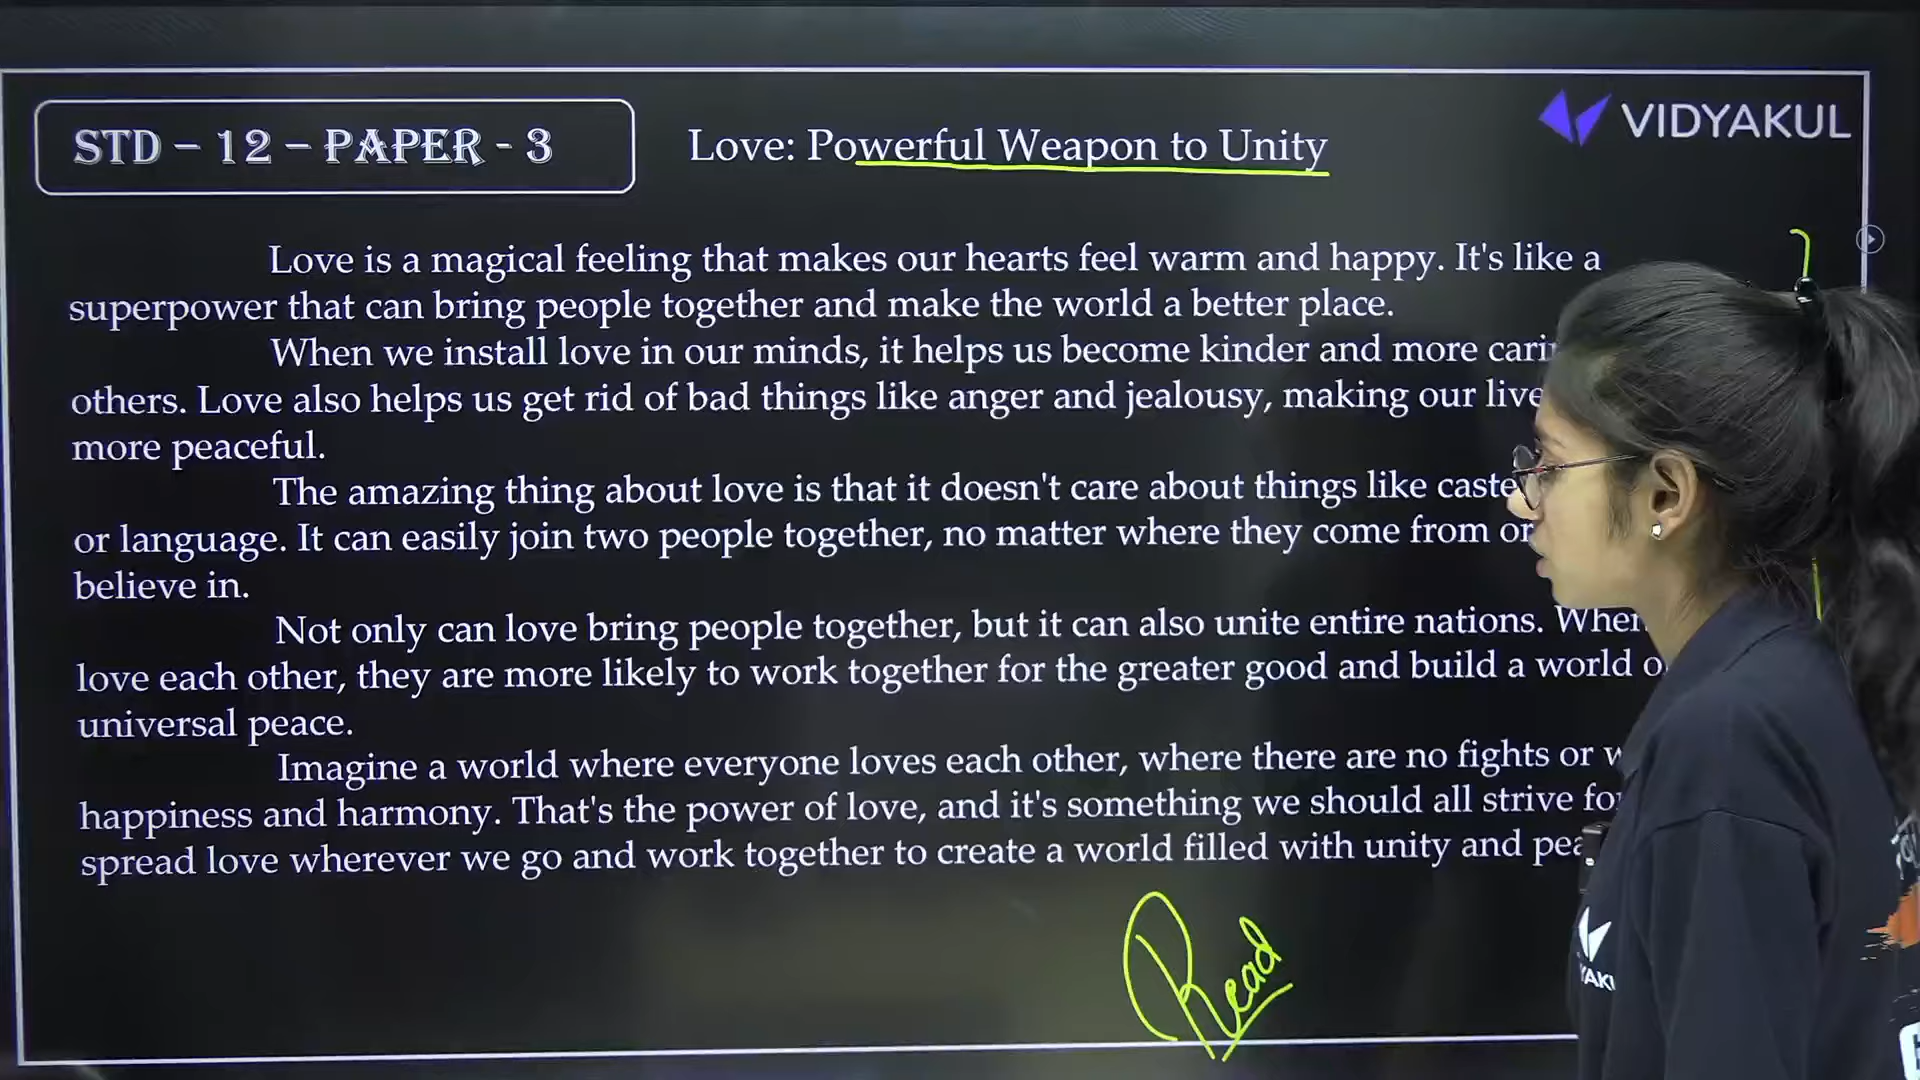 STD - 12 - PAPER - 3
Love: Powerful Weapon to Unity
VIDYAKUL
Love is a magical feeling that makes our hearts feel warm and happy. It's like a
superpower that can bring people together and make the world a better place.
When we install love in our minds, it helps us become kinder and more
others. Love also helps us get rid of bad things like anger and jealousy, making our
more peaceful.
The amazing thing about love is that it doesn't care about things like
or language. It can easily join two people together, no matter where they come from or
believe in.
Not only can love bring people together, but it can also unite entire nations. When
love each other, they are more likely to work together for the greater good and build a world
universal peace.
Imagine a world where everyone loves each other, where there are no fights or
happiness and harmony. That's the power of love, and it's something we should all strive
spread love wherever we go and work together to create a world filled with unity and
Read